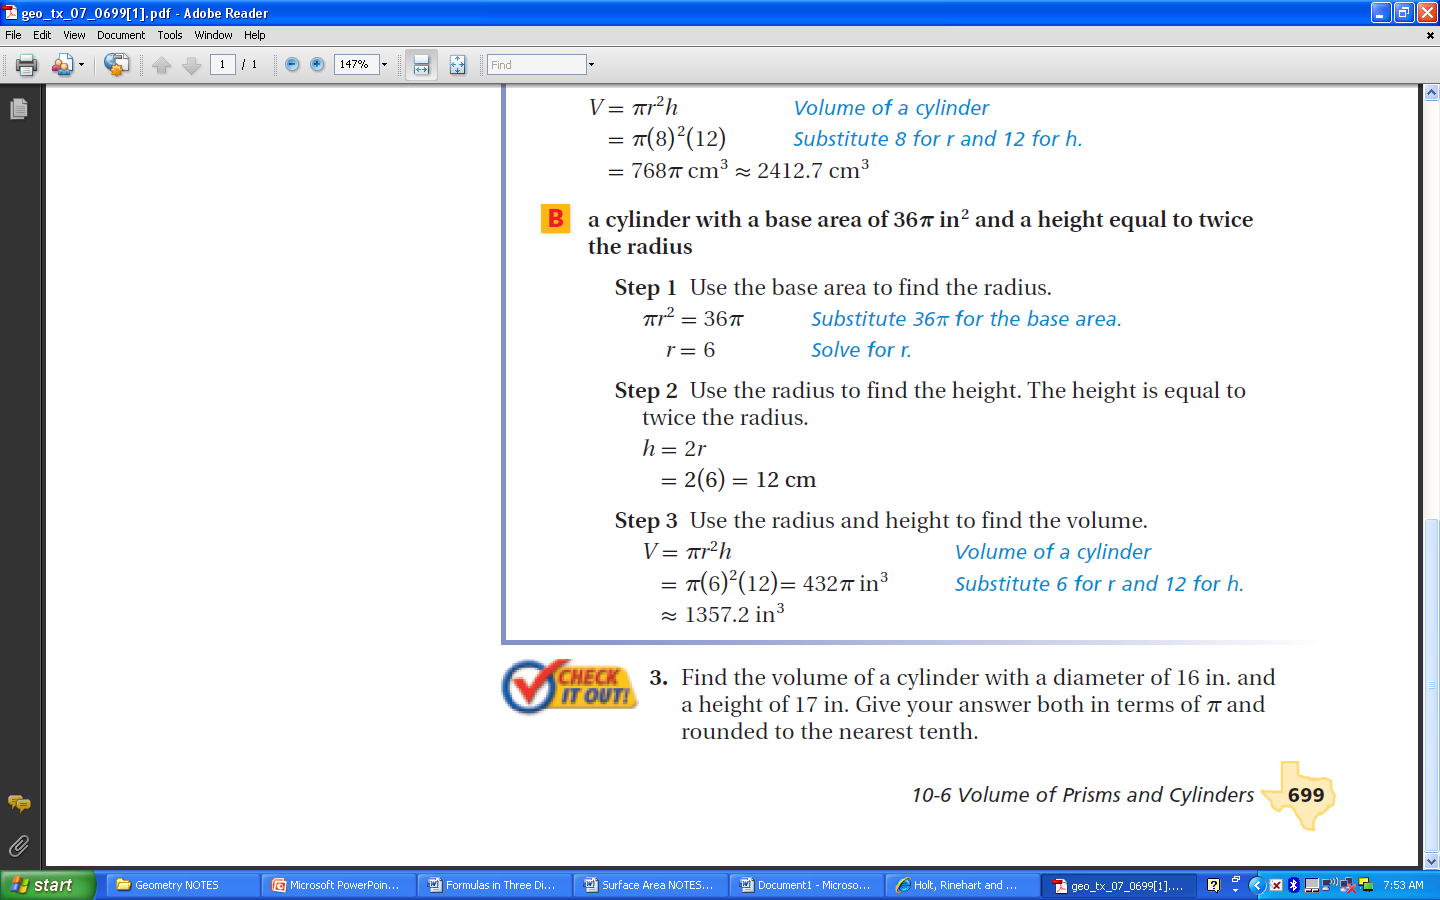 geo_tx_07_0699[1].pdf - Adobe Reader
File Edit View Document Tools Window Help
1 / 1 147% Find
V = πr²h Volume of a cylinder
= π(8)²(12) Substitute 8 for r and 12 for h.
= 768π cm³ ≈ 2412.7 cm³
B a cylinder with a base area of 36π in² and a height equal to twice
the radius
Step 1 Use the base area to find the radius.
πr² = 36π Substitute 36π for the base area.
r = 6 Solve for r.
Step 2 Use the radius to find the height. The height is equal to
twice the radius.
h = 2r
= 2(6) = 12 cm
Step 3 Use the radius and height to find the volume.
V = πr²h Volume of a cylinder
= π(6)²(12)= 432π in³ Substitute 6 for r and 12 for h.
≈ 1357.2 in³
CHECK
IT OUT!
3. Find the volume of a cylinder with a diameter of 16 in. and
a height of 17 in. Give your answer both in terms of π and
rounded to the nearest tenth.
10-6 Volume of Prisms and Cylinders 699
start Geometry NOTES Microsoft PowerPoin... Formulas in Three Di... Surface Area NOTES... Document1 - Microso... Holt, Rinehart and ... geo_tx_07_0699[1].... 7:53 AM